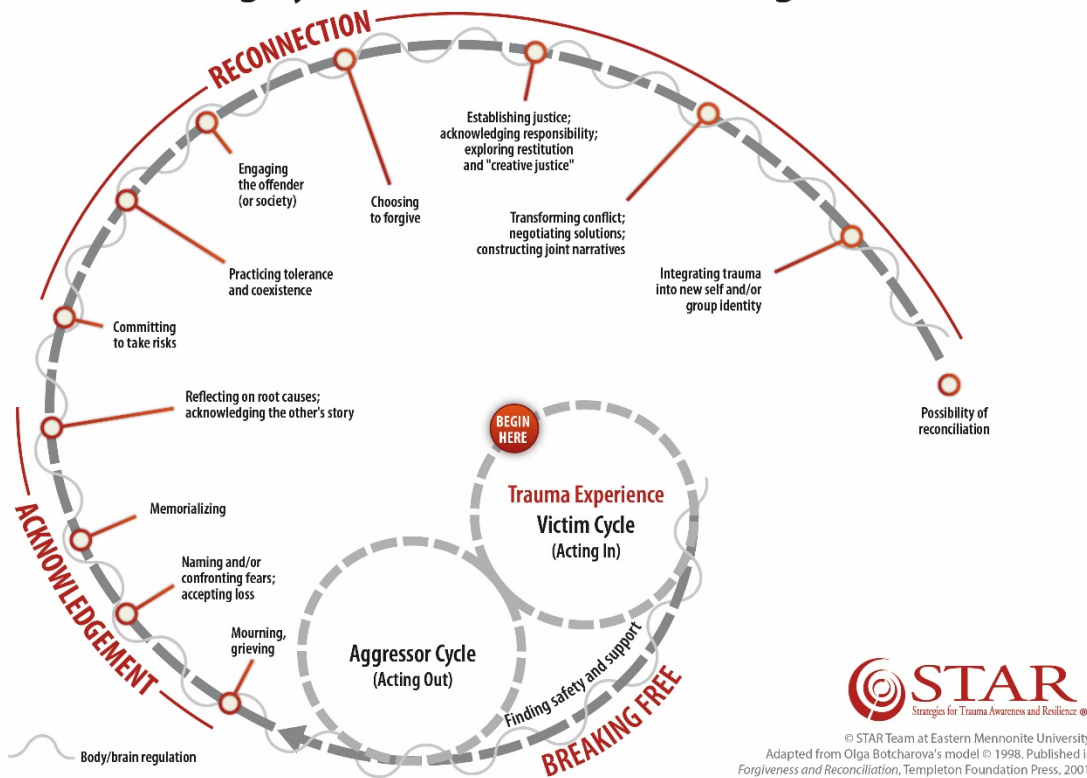 RECONNECTION
Establishing justice;
acknowledging responsibility;
exploring restitution
and "creative justice"
Engaging
the offender
(or society)
Choosing
to forgive
Transforming conflict;
negotiating solutions;
constructing joint narratives
Practicing tolerance
and coexistence
Integrating trauma
into new self and/or
group identity
Committing
to take risks
Reflecting on root causes;
acknowledging the other's story
Possibility of
reconciliation
BEGIN
HERE
Trauma Experience
Victim Cycle
(Acting In)
ACKNOWLEDGEMENT
Memorializing
Naming and/or
confronting fears;
accepting loss
Mourning,
grieving
Aggressor Cycle
(Acting Out)
Finding safety and support
BREAKING FREE
Body/brain regulation
STAR
Strategies for Trauma Awareness and Resilience ®
© STAR Team at Eastern Mennonite University
Adapted from Olga Botcharova's model © 1998. Published i
Forgiveness and Reconciliation, Templeton Foundation Press, 2001